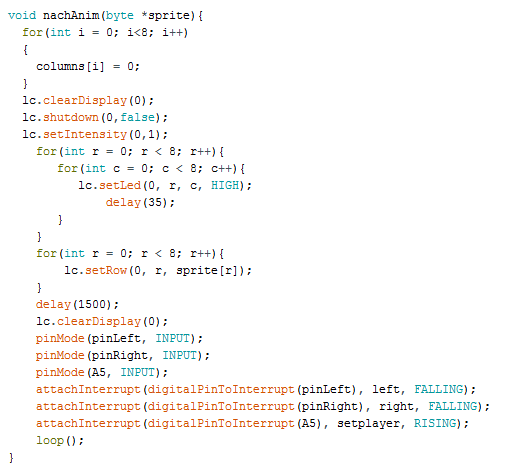 void nachAnim(byte *sprite){
for(int i = 0; i<8; i++)
{
columns[i] = 0;
}
lc.clearDisplay(0);
lc.shutdown(0,false);
lc.setIntensity(0,1);
for(int r = 0; r < 8; r++){
for(int c = 0; c < 8; c++){
lc.setLed(0, r, c, HIGH);
delay(35);
}
}
for(int r = 0; r < 8; r++){
lc.setRow(0, r, sprite[r]);
}
delay(1500);
lc.clearDisplay(0);
pinMode(pinLeft, INPUT);
pinMode(pinRight, INPUT);
pinMode(A5, INPUT);
attachInterrupt(digitalPinToInterrupt(pinLeft), left, FALLING);
attachInterrupt(digitalPinToInterrupt(pinRight), right, FALLING);
attachInterrupt(digitalPinToInterrupt(A5), setplayer, RISING);
loop();
}